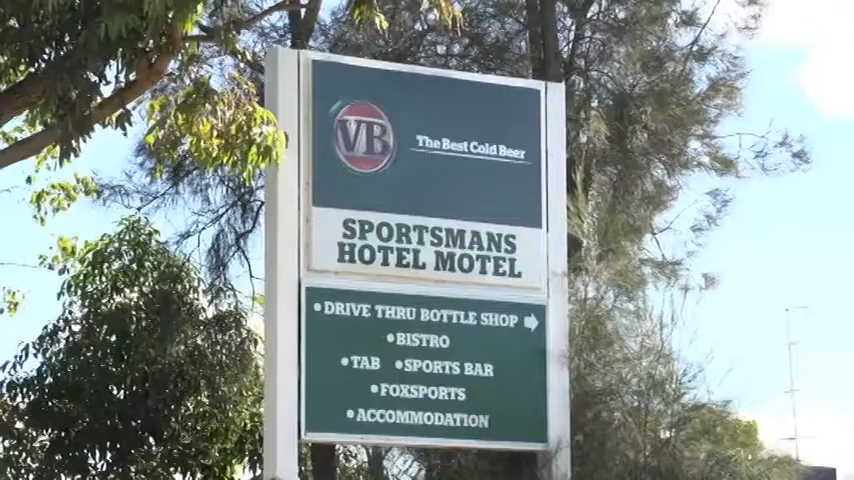 VB
The Best Cold Beer
SPORTSMANS
HOTEL MOTEL
• DRIVE THRU BOTTLE SHOP
• BISTRO
• TAB • SPORTS BAR
• FOXSPORTS
• ACCOMMODATION